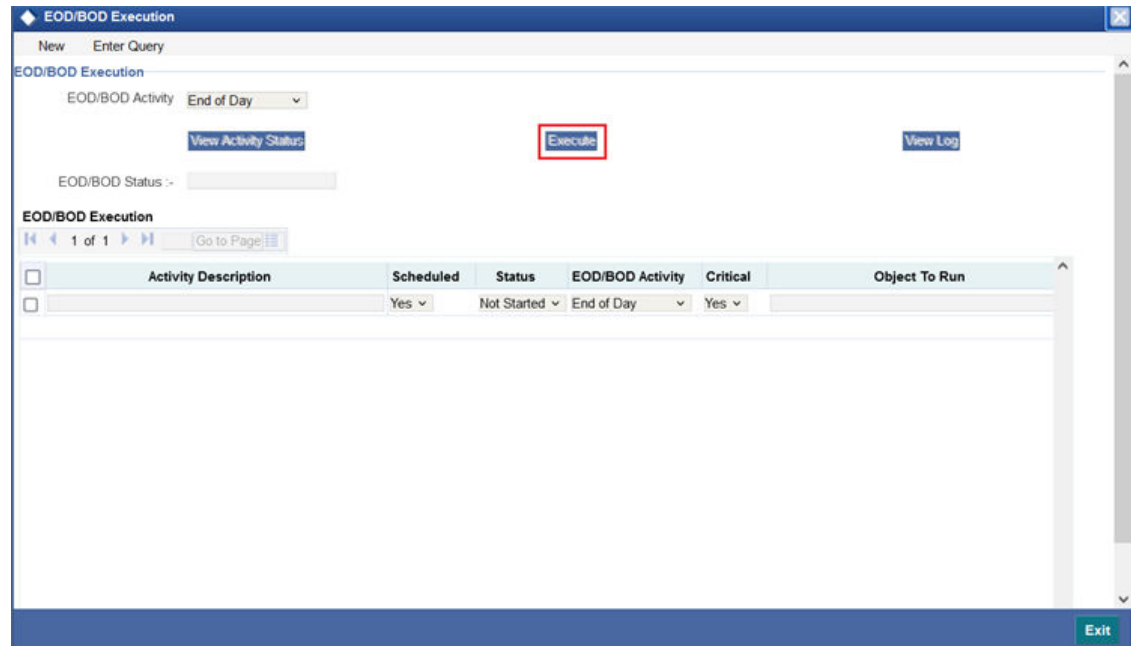 EOD/BOD Execution
New Enter Query
EOD/BOD Execution
EOD/BOD Activity End of Day
View Activity Status Execute View Log
EOD/BOD Status :-
EOD/BOD Execution
1 of 1 Go to Page
Activity Description Scheduled Status EOD/BOD Activity Critical Object To Run
Yes Not Started End of Day Yes
Exit